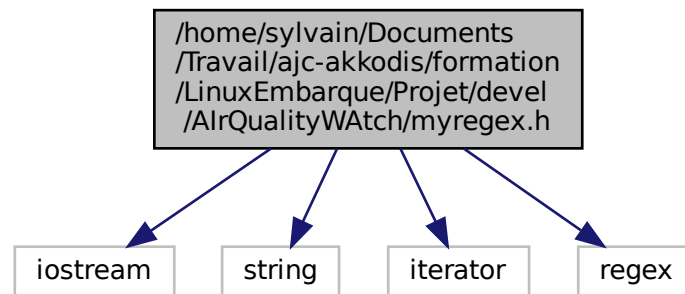 /home/sylvain/Documents
/Travail/ajc-akkodis/formation
/LinuxEmbarque/Projet/devel
/AIrQualityWAtch/myregex.h
iostream
string
iterator
regex